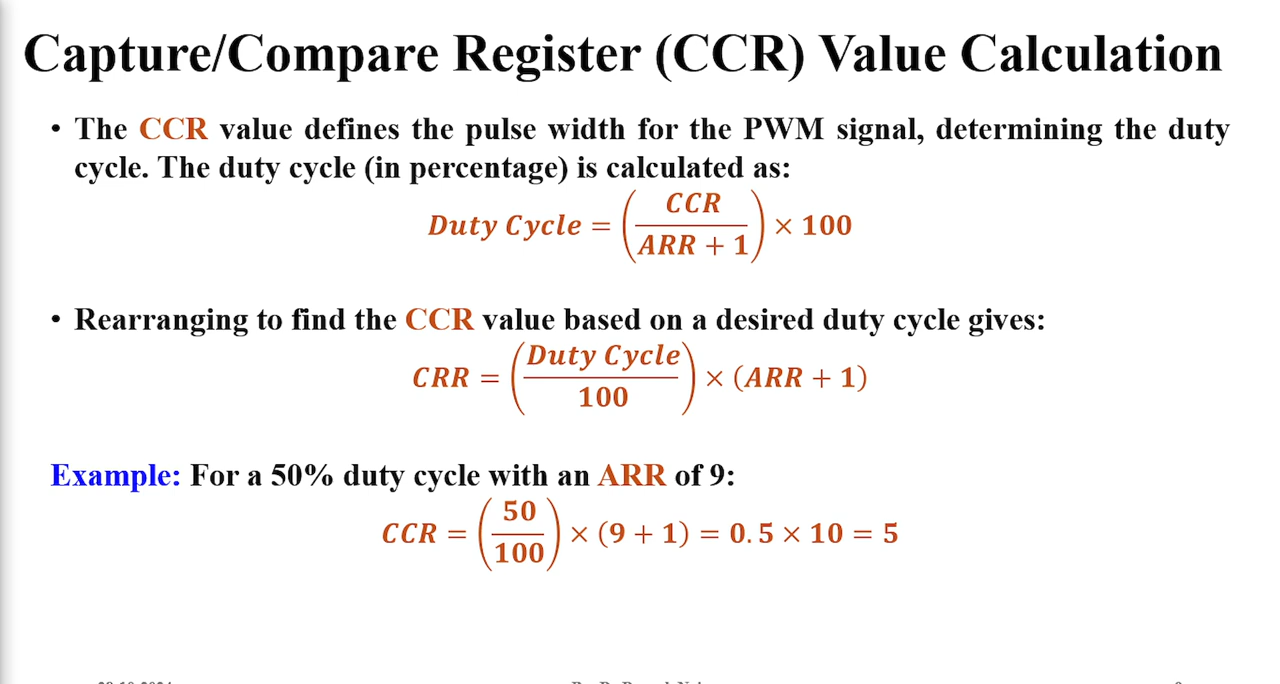 Capture/Compare Register (CCR) Value Calculation
• The CCR value defines the pulse width for the PWM signal, determining the duty
cycle. The duty cycle (in percentage) is calculated as:
Duty Cycle = (CCR / ARR + 1) × 100
• Rearranging to find the CCR value based on a desired duty cycle gives:
CRR = (Duty Cycle / 100) × (ARR + 1)
Example: For a 50% duty cycle with an ARR of 9:
CCR = (50 / 100) × (9 + 1) = 0.5 × 10 = 5